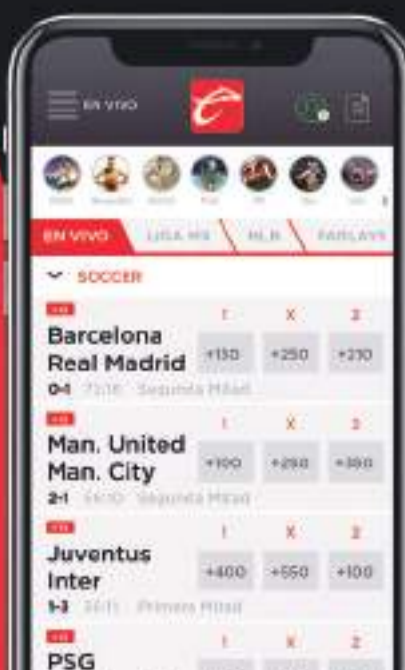 EN VIVO
EN VIVO LIGA MX MLB PARLAYS
SOCCER
1 X 2
Barcelona
Real Madrid
+130 +250 +210
0-1 Segunda Mitad
1 X 2
Man. United
Man. City
+100 +250 +350
2-1 Segunda Mitad
1 X 2
Juventus
Inter
+400 +550 +100
1-3 Primera Mitad
1 X 2
PSG